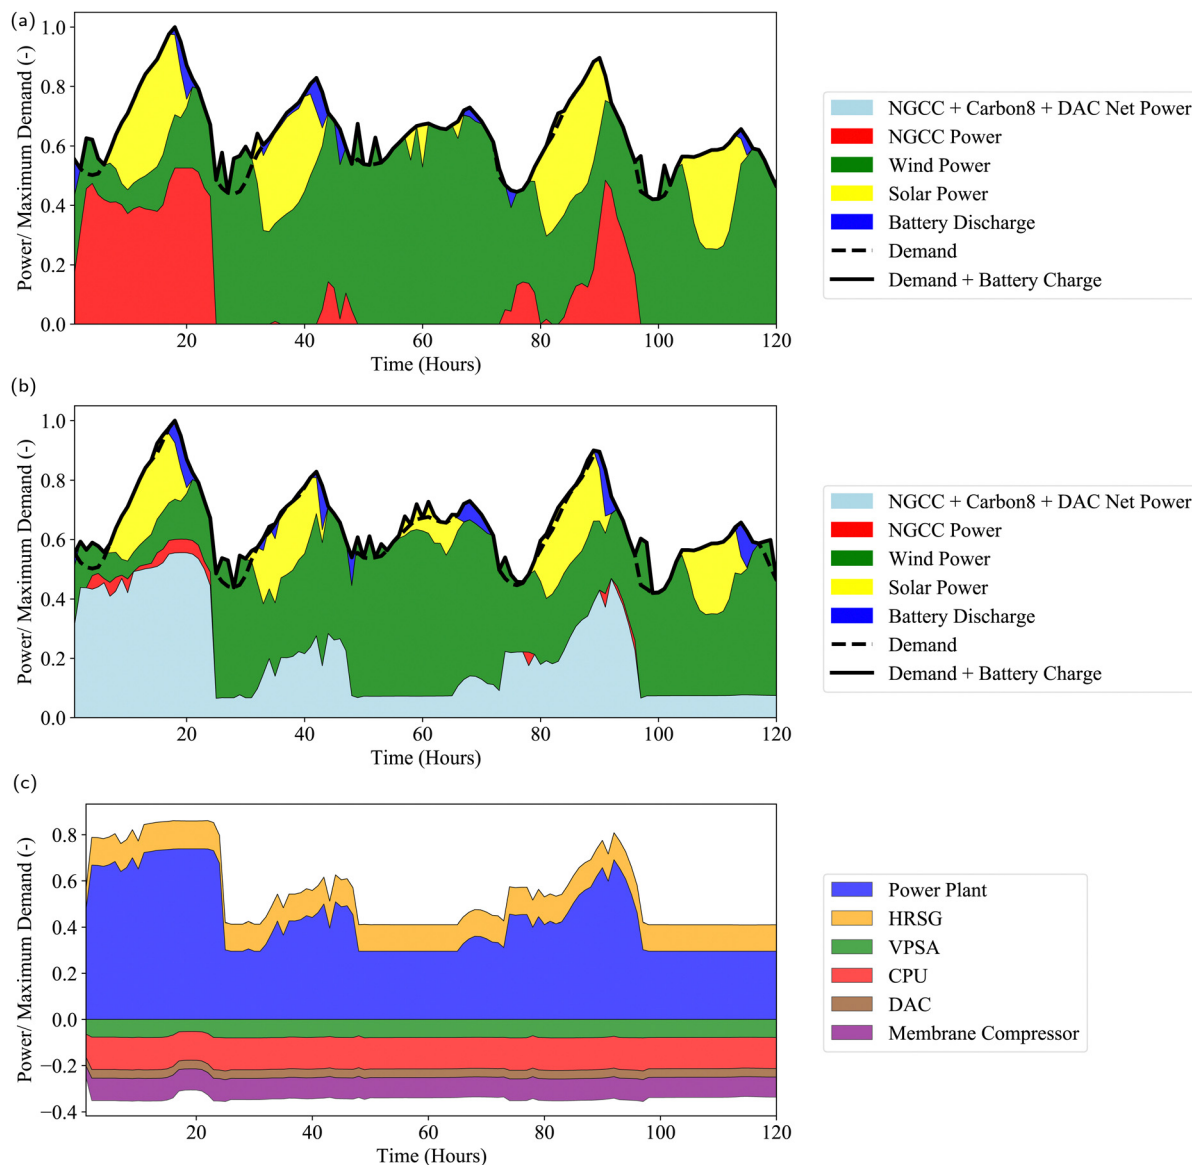 (a)
1.0
0.8
0.6
0.4
0.2
0.0
Power/ Maximum Demand (-)
20
40
60
80
100
120
Time (Hours)
NGCC + Carbon8 + DAC Net Power
NGCC Power
Wind Power
Solar Power
Battery Discharge
Demand
Demand + Battery Charge
(b)
1.0
0.8
0.6
0.4
0.2
0.0
Power/ Maximum Demand (-)
20
40
60
80
100
120
Time (Hours)
NGCC + Carbon8 + DAC Net Power
NGCC Power
Wind Power
Solar Power
Battery Discharge
Demand
Demand + Battery Charge
(c)
0.8
0.6
0.4
0.2
0.0
−0.2
−0.4
Power/ Maximum Demand (-)
20
40
60
80
100
120
Time (Hours)
Power Plant
HRSG
VPSA
CPU
DAC
Membrane Compressor